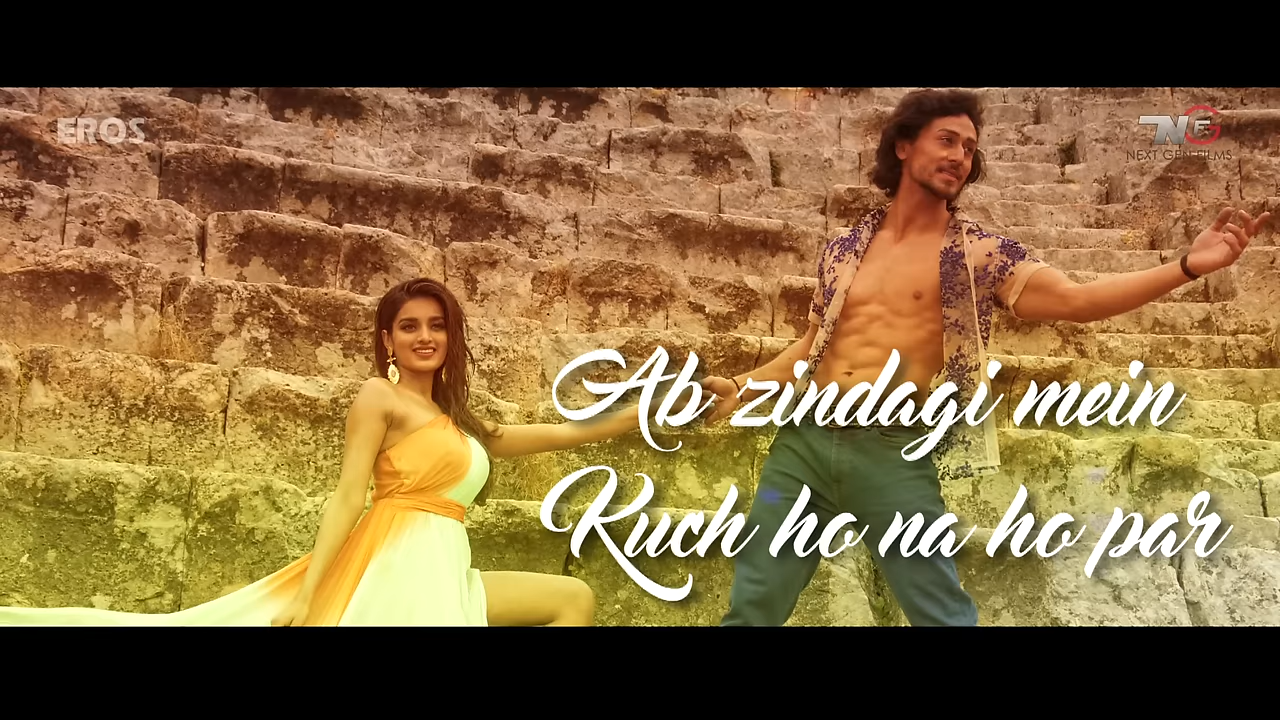 EROS
NG
NEXT GEN FILMS
Ab zindagi mein
Kuch ho na ho par